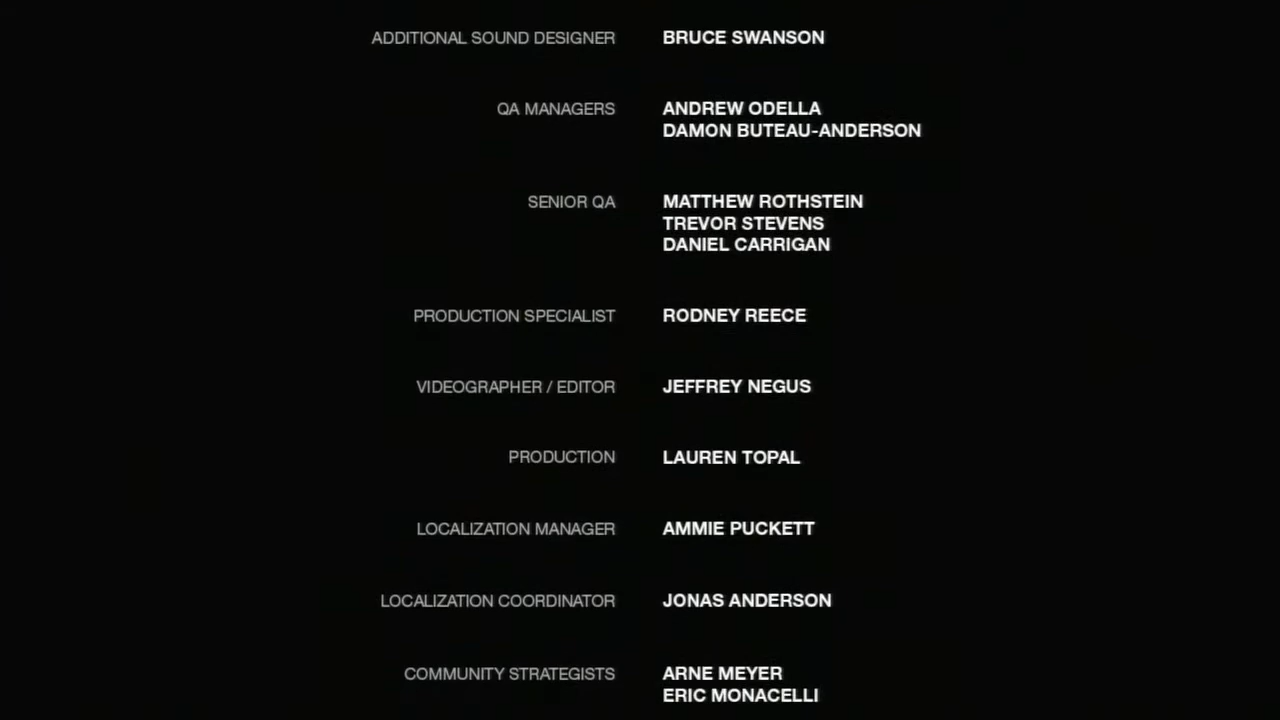 ADDITIONAL SOUND DESIGNER BRUCE SWANSON
QA MANAGERS ANDREW ODELLA
DAMON BUTEAU-ANDERSON
SENIOR QA MATTHEW ROTHSTEIN
TREVOR STEVENS
DANIEL CARRIGAN
PRODUCTION SPECIALIST RODNEY REECE
VIDEOGRAPHER / EDITOR JEFFREY NEGUS
PRODUCTION LAUREN TOPAL
LOCALIZATION MANAGER AMMIE PUCKETT
LOCALIZATION COORDINATOR JONAS ANDERSON
COMMUNITY STRATEGISTS ARNE MEYER
ERIC MONACELLI